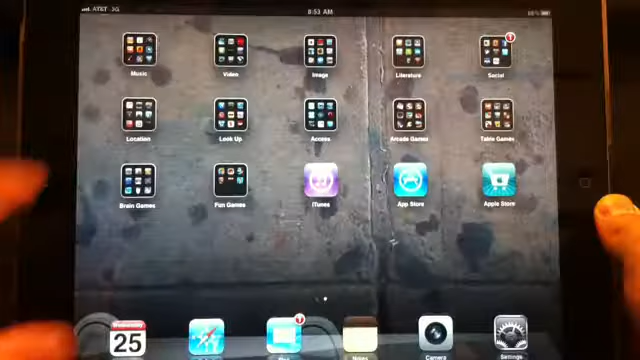 AT&T 3G 8:53 AM
Music Video Image Literature Social
Location Look Up Access Arcade Games Table Games
Brain Games Fun Games iTunes App Store Apple Store
Wednesday
25
Notes Camera Settings